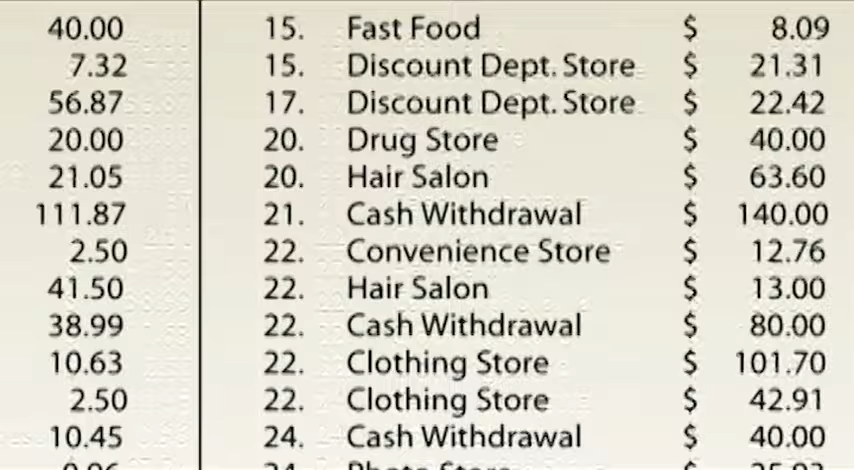 40.00 15. Fast Food $ 8.09
7.32 15. Discount Dept. Store $ 21.31
56.87 17. Discount Dept. Store $ 22.42
20.00 20. Drug Store $ 40.00
21.05 20. Hair Salon $ 63.60
111.87 21. Cash Withdrawal $ 140.00
2.50 22. Convenience Store $ 12.76
41.50 22. Hair Salon $ 13.00
38.99 22. Cash Withdrawal $ 80.00
10.63 22. Clothing Store $ 101.70
2.50 22. Clothing Store $ 42.91
10.45 24. Cash Withdrawal $ 40.00
24. Photo Store $